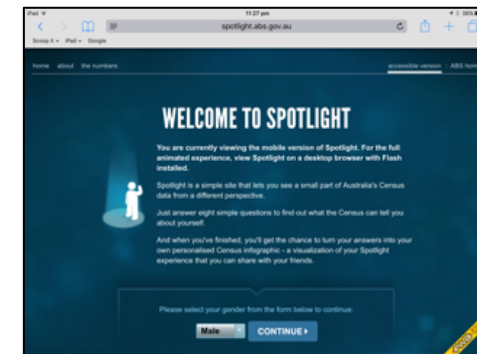 iPad
11:27 pm
36%
spotlight.abs.gov.au
Scoop it iPad Google
home about the numbers
accessible version ABS hom
WELCOME TO SPOTLIGHT
You are currently viewing the mobile version of Spotlight. For the full
animated experience, view Spotlight on a desktop browser with Flash
installed.
Spotlight is a simple site that lets you see a small part of Australia's Census
data from a different perspective.
Just answer eight simple questions to find out what the Census can tell you
about yourself.
And when you've finished, you'll get the chance to turn your answers into your
own personalised Census infographic - a visualization of your Spotlight
experience that you can share with your friends.
Please select your gender from the form below to continue:
Male
CONTINUE